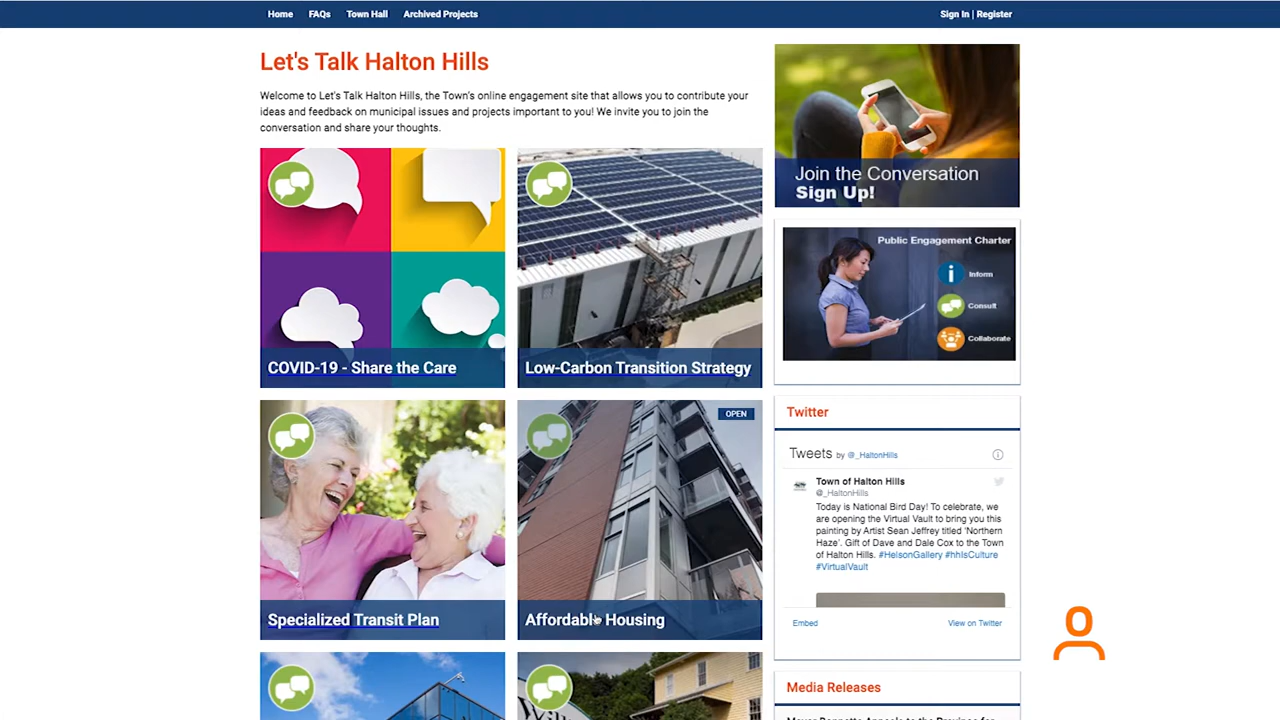 Home FAQs Town Hall Archived Projects Sign In | Register
Let's Talk Halton Hills
Welcome to Let's Talk Halton Hills, the Town's online engagement site that allows you to contribute your
ideas and feedback on municipal issues and projects important to you! We invite you to join the
conversation and share your thoughts.
COVID-19 - Share the Care
Low-Carbon Transition Strategy
Specialized Transit Plan
OPEN
Affordable Housing
Join the Conversation
Sign Up!
Public Engagement Charter
Inform
Consult
Collaborate
Twitter
Tweets by @_HaltonHills
Town of Halton Hills
@_HaltonHills
Today is National Bird Day! To celebrate, we
are opening the Virtual Vault to bring you this
painting by Artist Sean Jeffrey titled 'Northern
Haze'. Gift of Dave and Dale Cox to the Town
of Halton Hills. #HelsonGallery #hhIsCulture
#VirtualVault
Embed View on Twitter
Media Releases